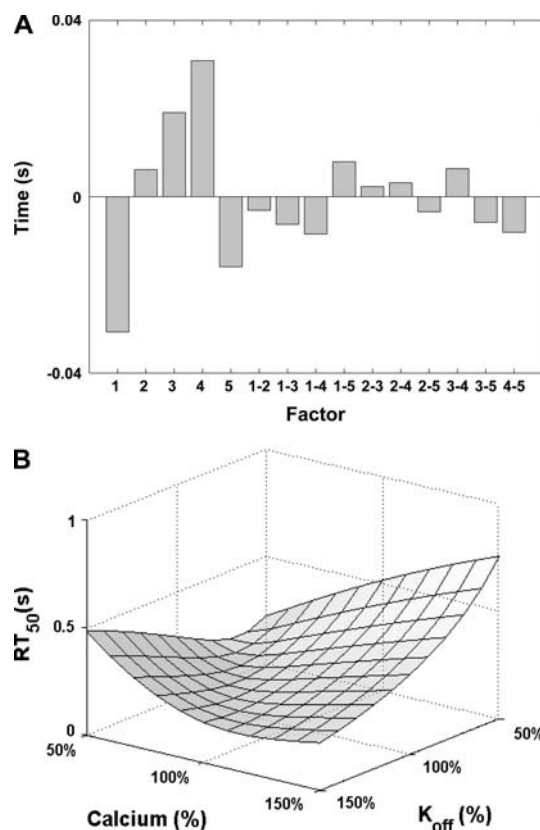 A
0.04
Time (s)
0
-0.04
1 2 3 4 5 1-2 1-3 1-4 1-5 2-3 2-4 2-5 3-4 3-5 4-5
Factor
B
1
RT50(s)
0.5
0
50%
100%
150%
Calcium (%)
150%
100%
50%
Koff (%)